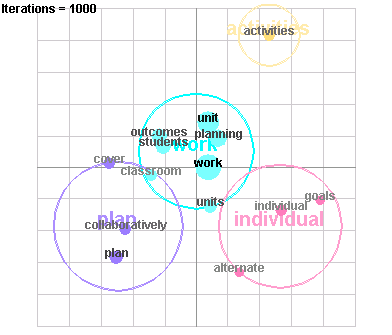 Iterations = 1000
activities
activities
unit
outcomes
planning
students
work
cover
work
classroom
goals
units
individual
plan
individual
collaboratively
plan
alternate